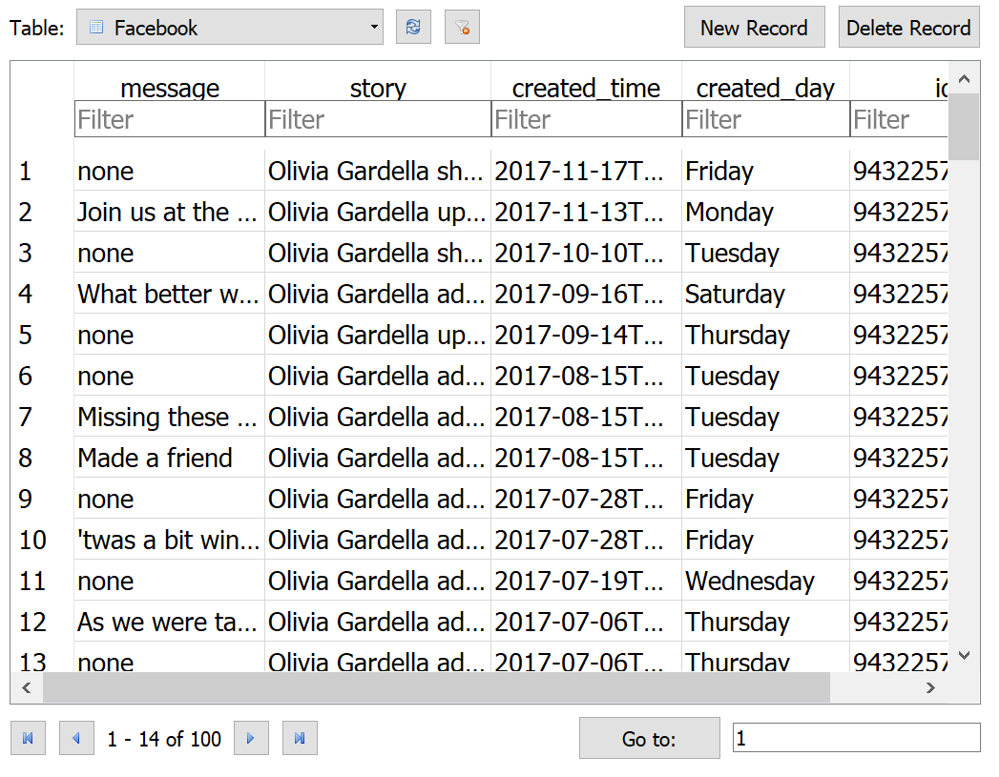 Table: Facebook New Record Delete Record
message story created_time created_day id
Filter Filter Filter Filter Filter
1 none Olivia Gardella sh... 2017-11-17T... Friday 9432257
2 Join us at the ... Olivia Gardella up... 2017-11-13T... Monday 9432257
3 none Olivia Gardella sh... 2017-10-10T... Tuesday 9432257
4 What better w... Olivia Gardella ad... 2017-09-16T... Saturday 9432257
5 none Olivia Gardella up... 2017-09-14T... Thursday 9432257
6 none Olivia Gardella ad... 2017-08-15T... Tuesday 9432257
7 Missing these ... Olivia Gardella ad... 2017-08-15T... Tuesday 9432257
8 Made a friend Olivia Gardella ad... 2017-08-15T... Tuesday 9432257
9 none Olivia Gardella ad... 2017-07-28T... Friday 9432257
10 'twas a bit win... Olivia Gardella ad... 2017-07-28T... Friday 9432257
11 none Olivia Gardella ad... 2017-07-19T... Wednesday 9432257
12 As we were ta... Olivia Gardella ad... 2017-07-06T... Thursday 9432257
13 none Olivia Gardella ad... 2017-07-06T... Thursday 9432257
1 - 14 of 100 Go to: 1